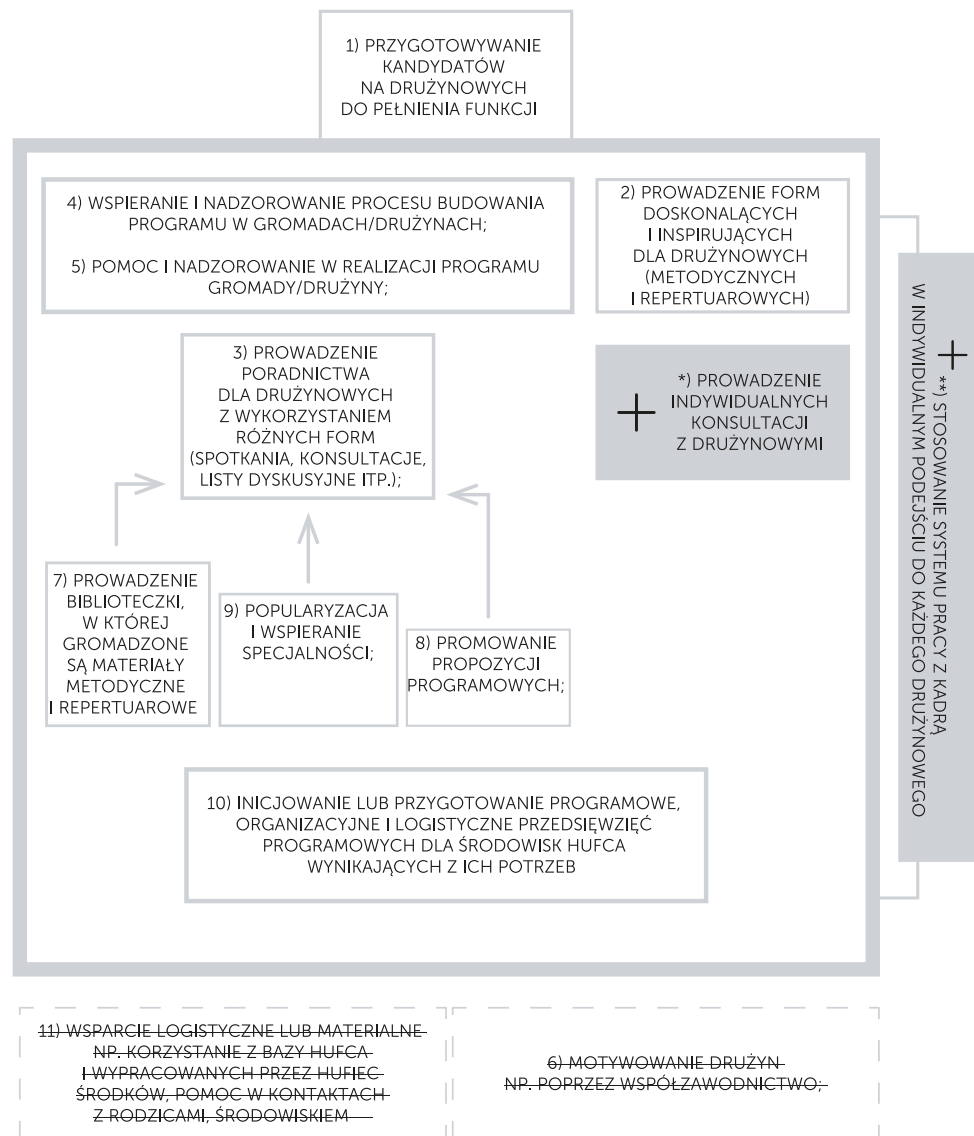 1) PRZYGOTOWYWANIE
KANDYDATÓW
NA DRUŻYNOWYCH
DO PEŁNIENIA FUNKCJI
4) WSPIERANIE I NADZOROWANIE PROCESU BUDOWANIA
PROGRAMU W GROMADACH/DRUŻYNACH;
5) POMOC I NADZOROWANIE W REALIZACJI PROGRAMU
GROMADY/DRUŻYNY;
2) PROWADZENIE FORM
DOSKONALĄCYCH
I INSPIRUJĄCYCH
DLA DRUŻYNOWYCH
(METODYCZNYCH
I REPERTUAROWYCH)
3) PROWADZENIE
PORADNICTWA
DLA DRUŻYNOWYCH
Z WYKORZYSTANIEM
RÓŻNYCH FORM
(SPOTKANIA, KONSULTACJE,
LISTY DYSKUSYJNE ITP.);
+ *) PROWADZENIE
INDYWIDUALNYCH
KONSULTACJI
Z DRUŻYNOWYMI
+ **) STOSOWANIE SYSTEMU PRACY Z KADRĄ
W INDYWIDUALNYM PODEJŚCIU DO KAŻDEGO DRUŻYNOWEGO
7) PROWADZENIE
BIBLIOTECZKI,
W KTÓREJ
GROMADZONE
SĄ MATERIAŁY
METODYCZNE
I REPERTUAROWE
9) POPULARYZACJA
I WSPIERANIE
SPECJALNOŚCI;
8) PROMOWANIE
PROPOZYCJI
PROGRAMOWYCH;
10) INICJOWANIE LUB PRZYGOTOWANIE PROGRAMOWE,
ORGANIZACYJNE I LOGISTYCZNE PRZEDSIĘWZIĘĆ
PROGRAMOWYCH DLA ŚRODOWISK HUFCA
WYNIKAJĄCYCH Z ICH POTRZEB
11) WSPARCIE LOGISTYCZNE LUB MATERIALNE
NP. KORZYSTANIE Z BAZY HUFCA
I WYPRACOWANYCH PRZEZ HUFIEC
ŚRODKÓW, POMOC W KONTAKTACH
Z RODZICAMI, ŚRODOWISKIEM
6) MOTYWOWANIE DRUŻYN
NP. POPRZEZ WSPÓŁZAWODNICTWO;